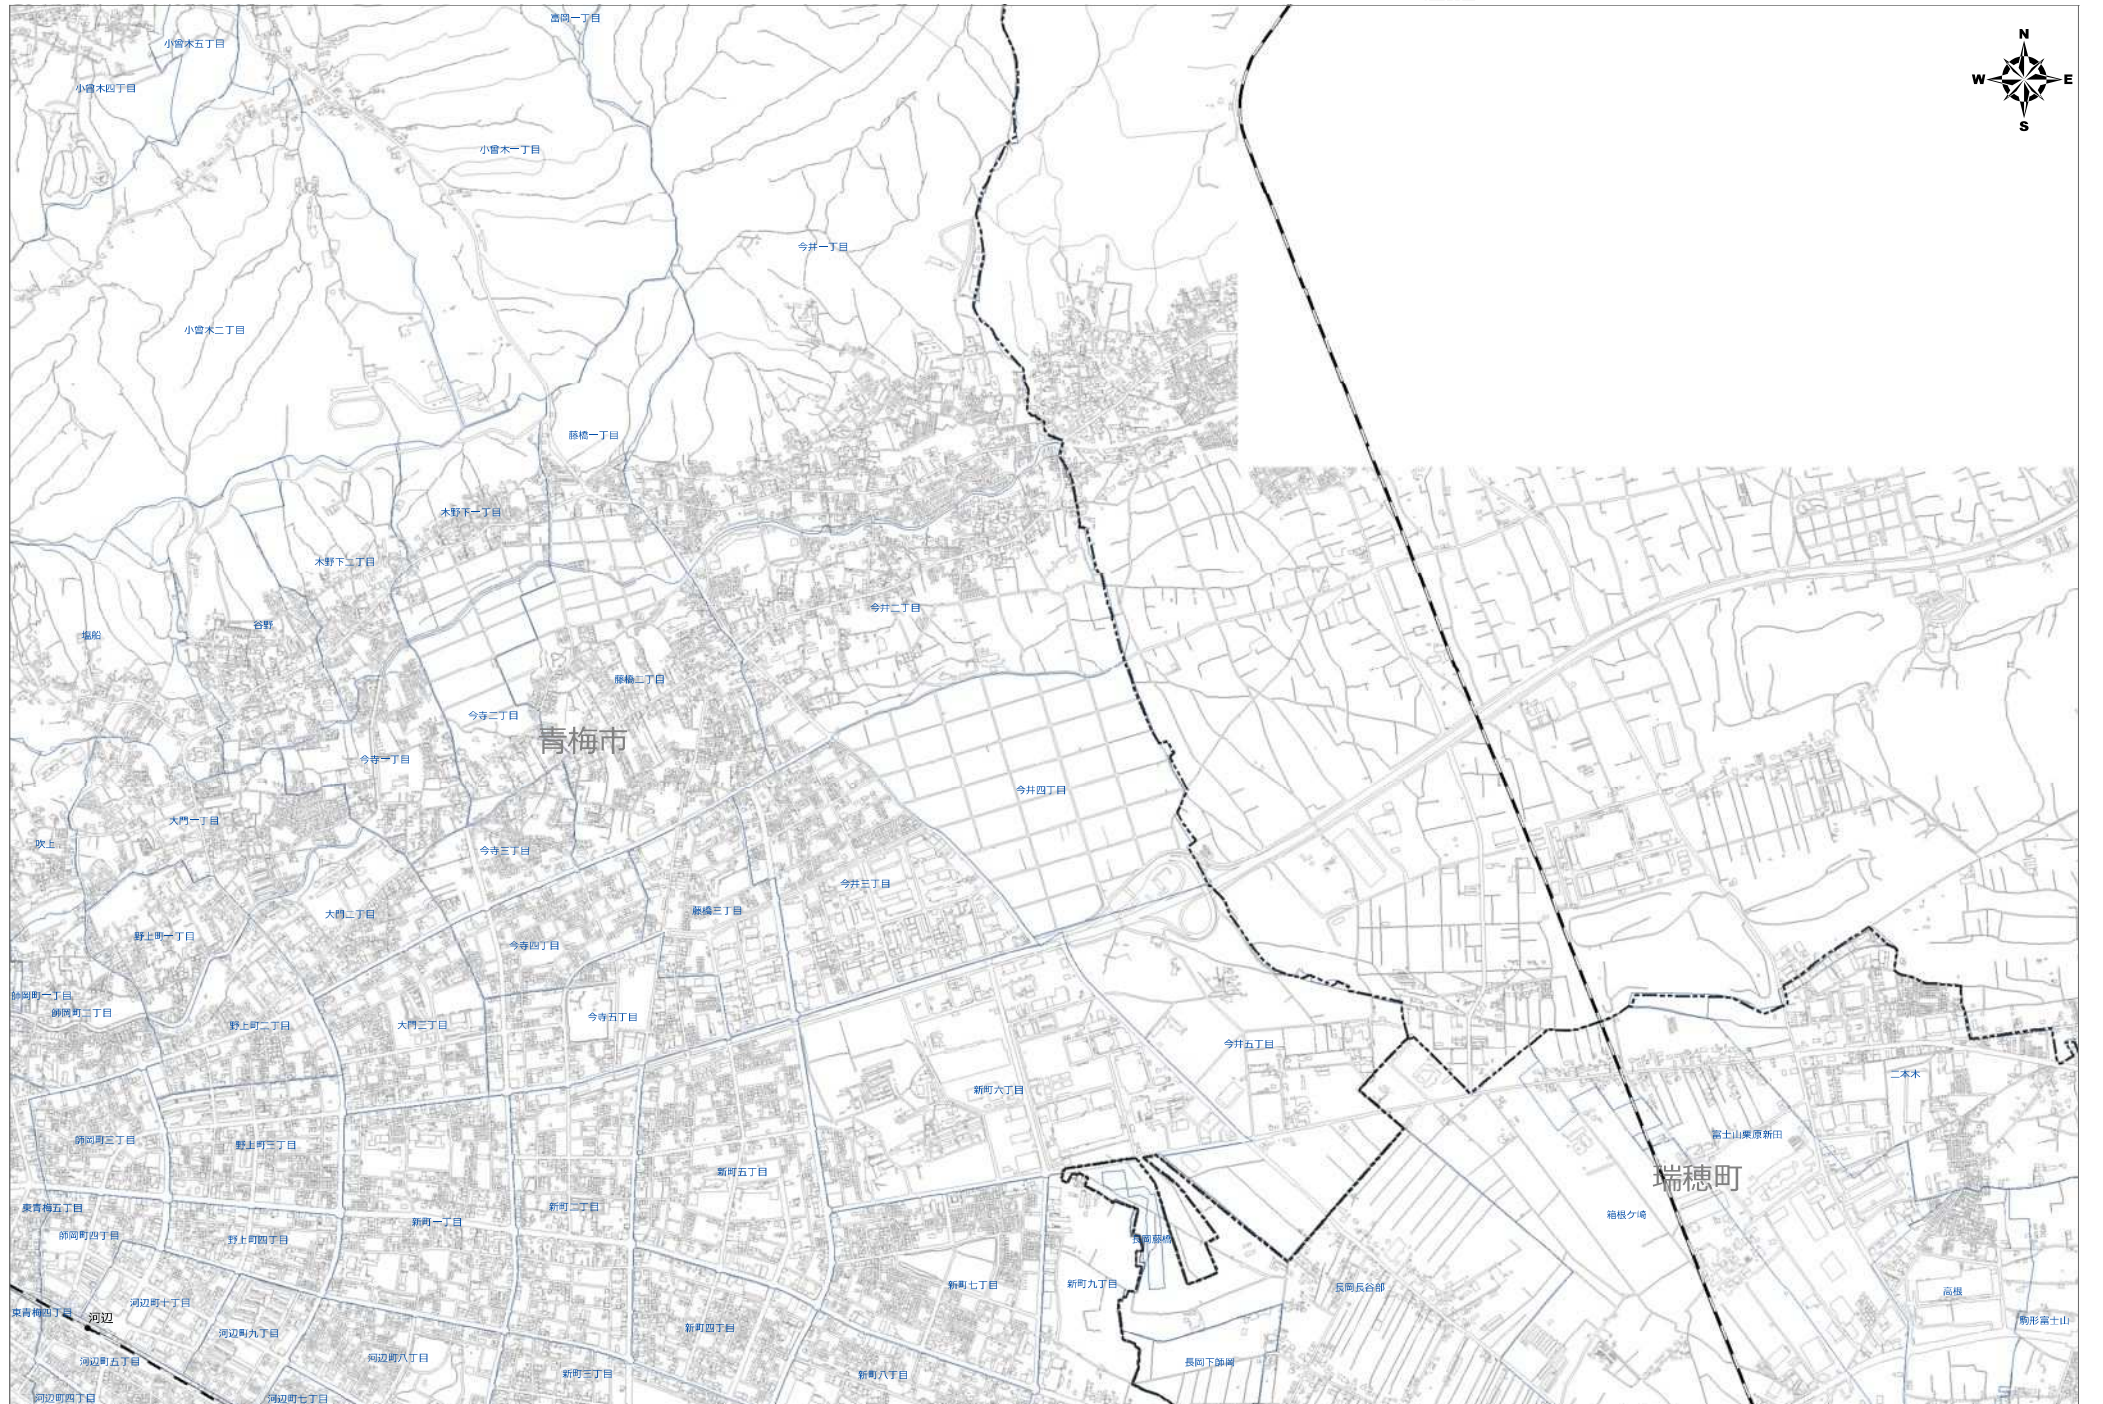 富岡一丁目
小曾木五丁目
N
W
E
S
小曾木四丁目
小曾木一丁目
今井一丁目
小曾木二丁目
藤橋一丁目
木野下一丁目
木野下二丁目
今井二丁目
谷野
塩船
藤橋二丁目
今寺二丁目
青梅市
今寺一丁目
今井四丁目
大門一丁目
吹上
今寺三丁目
今井三丁目
藤橋三丁目
大門二丁目
野上町一丁目
今寺四丁目
師岡町一丁目
師岡町二丁目
今寺五丁目
野上町二丁目
大門三丁目
今井五丁目
二本木
新町六丁目
富士山栗原新田
師岡町三丁目
野上町三丁目
新町五丁目
瑞穂町
東青梅五丁目
新町二丁目
箱根ケ崎
新町一丁目
師岡町四丁目
野上町四丁目
長岡藤橋
新町七丁目
新町九丁目
長岡長谷部
高根
河辺町十丁目
東青梅四丁目
河辺
駒形富士山
新町四丁目
河辺町九丁目
河辺町八丁目
河辺町五丁目
長岡下師岡
新町三丁目
新町八丁目
河辺町四丁目
河辺町七丁目